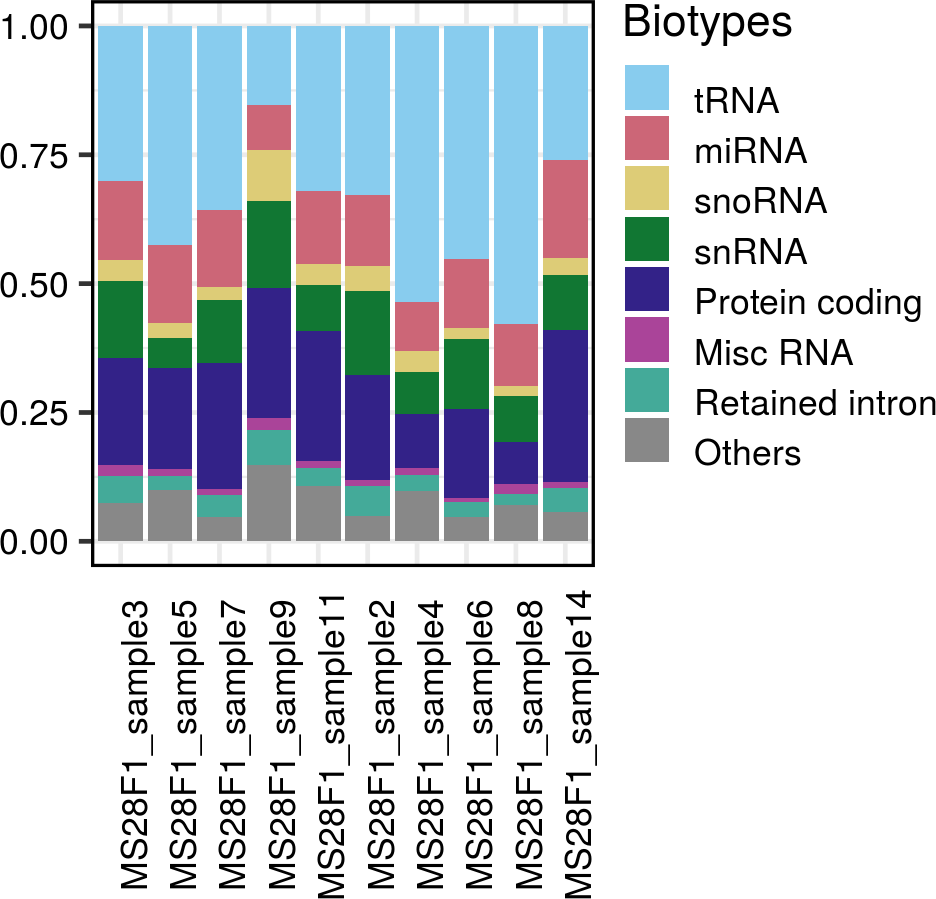 1.00
0.75
0.50
0.25
0.00
MS28F1_sample3
MS28F1_sample5
MS28F1_sample7
MS28F1_sample9
MS28F1_sample11
MS28F1_sample2
MS28F1_sample4
MS28F1_sample6
MS28F1_sample8
MS28F1_sample14
Biotypes
tRNA
miRNA
snoRNA
snRNA
Protein coding
Misc RNA
Retained intron
Others